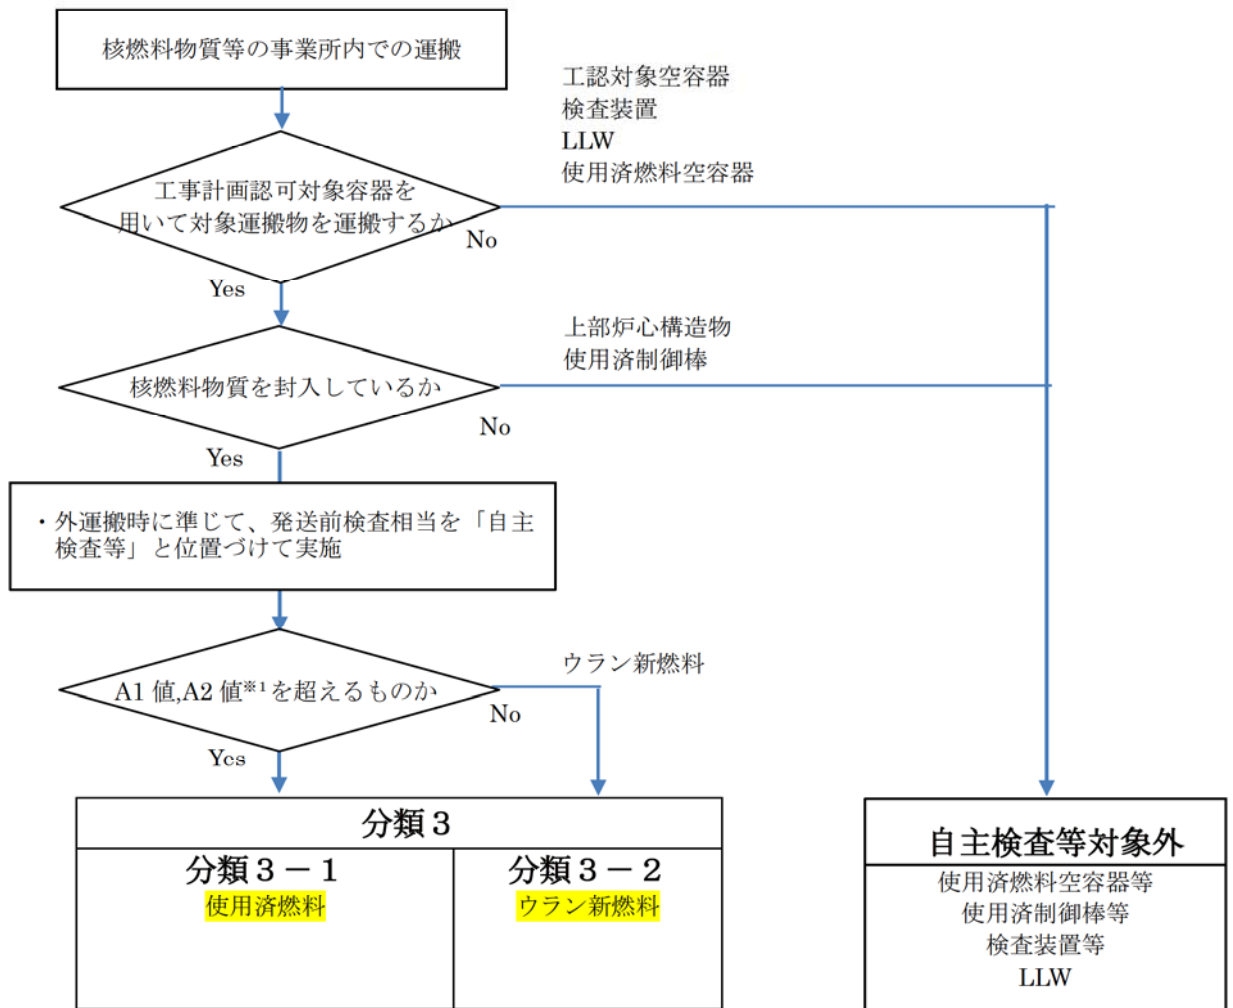 核燃料物質等の事業所内での運搬
工認対象空容器
検査装置
LLW
使用済燃料空容器
工事計画認可対象容器を
用いて対象運搬物を運搬するか
No
Yes
上部炉心構造物
使用済制御棒
核燃料物質を封入しているか
No
Yes
・外運搬時に準じて、発送前検査相当を「自主
検査等」と位置づけて実施
ウラン新燃料
A1 値,A2 値※1を超えるものか
No
Yes
分類３
分類３－１
使用済燃料
分類３－２
ウラン新燃料
自主検査等対象外
使用済燃料空容器等
使用済制御棒等
検査装置等
LLW